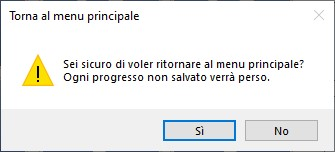 Torna al menu principale
Sei sicuro di voler ritornare al menu principale?
Ogni progresso non salvato verrà perso.
Sì
No